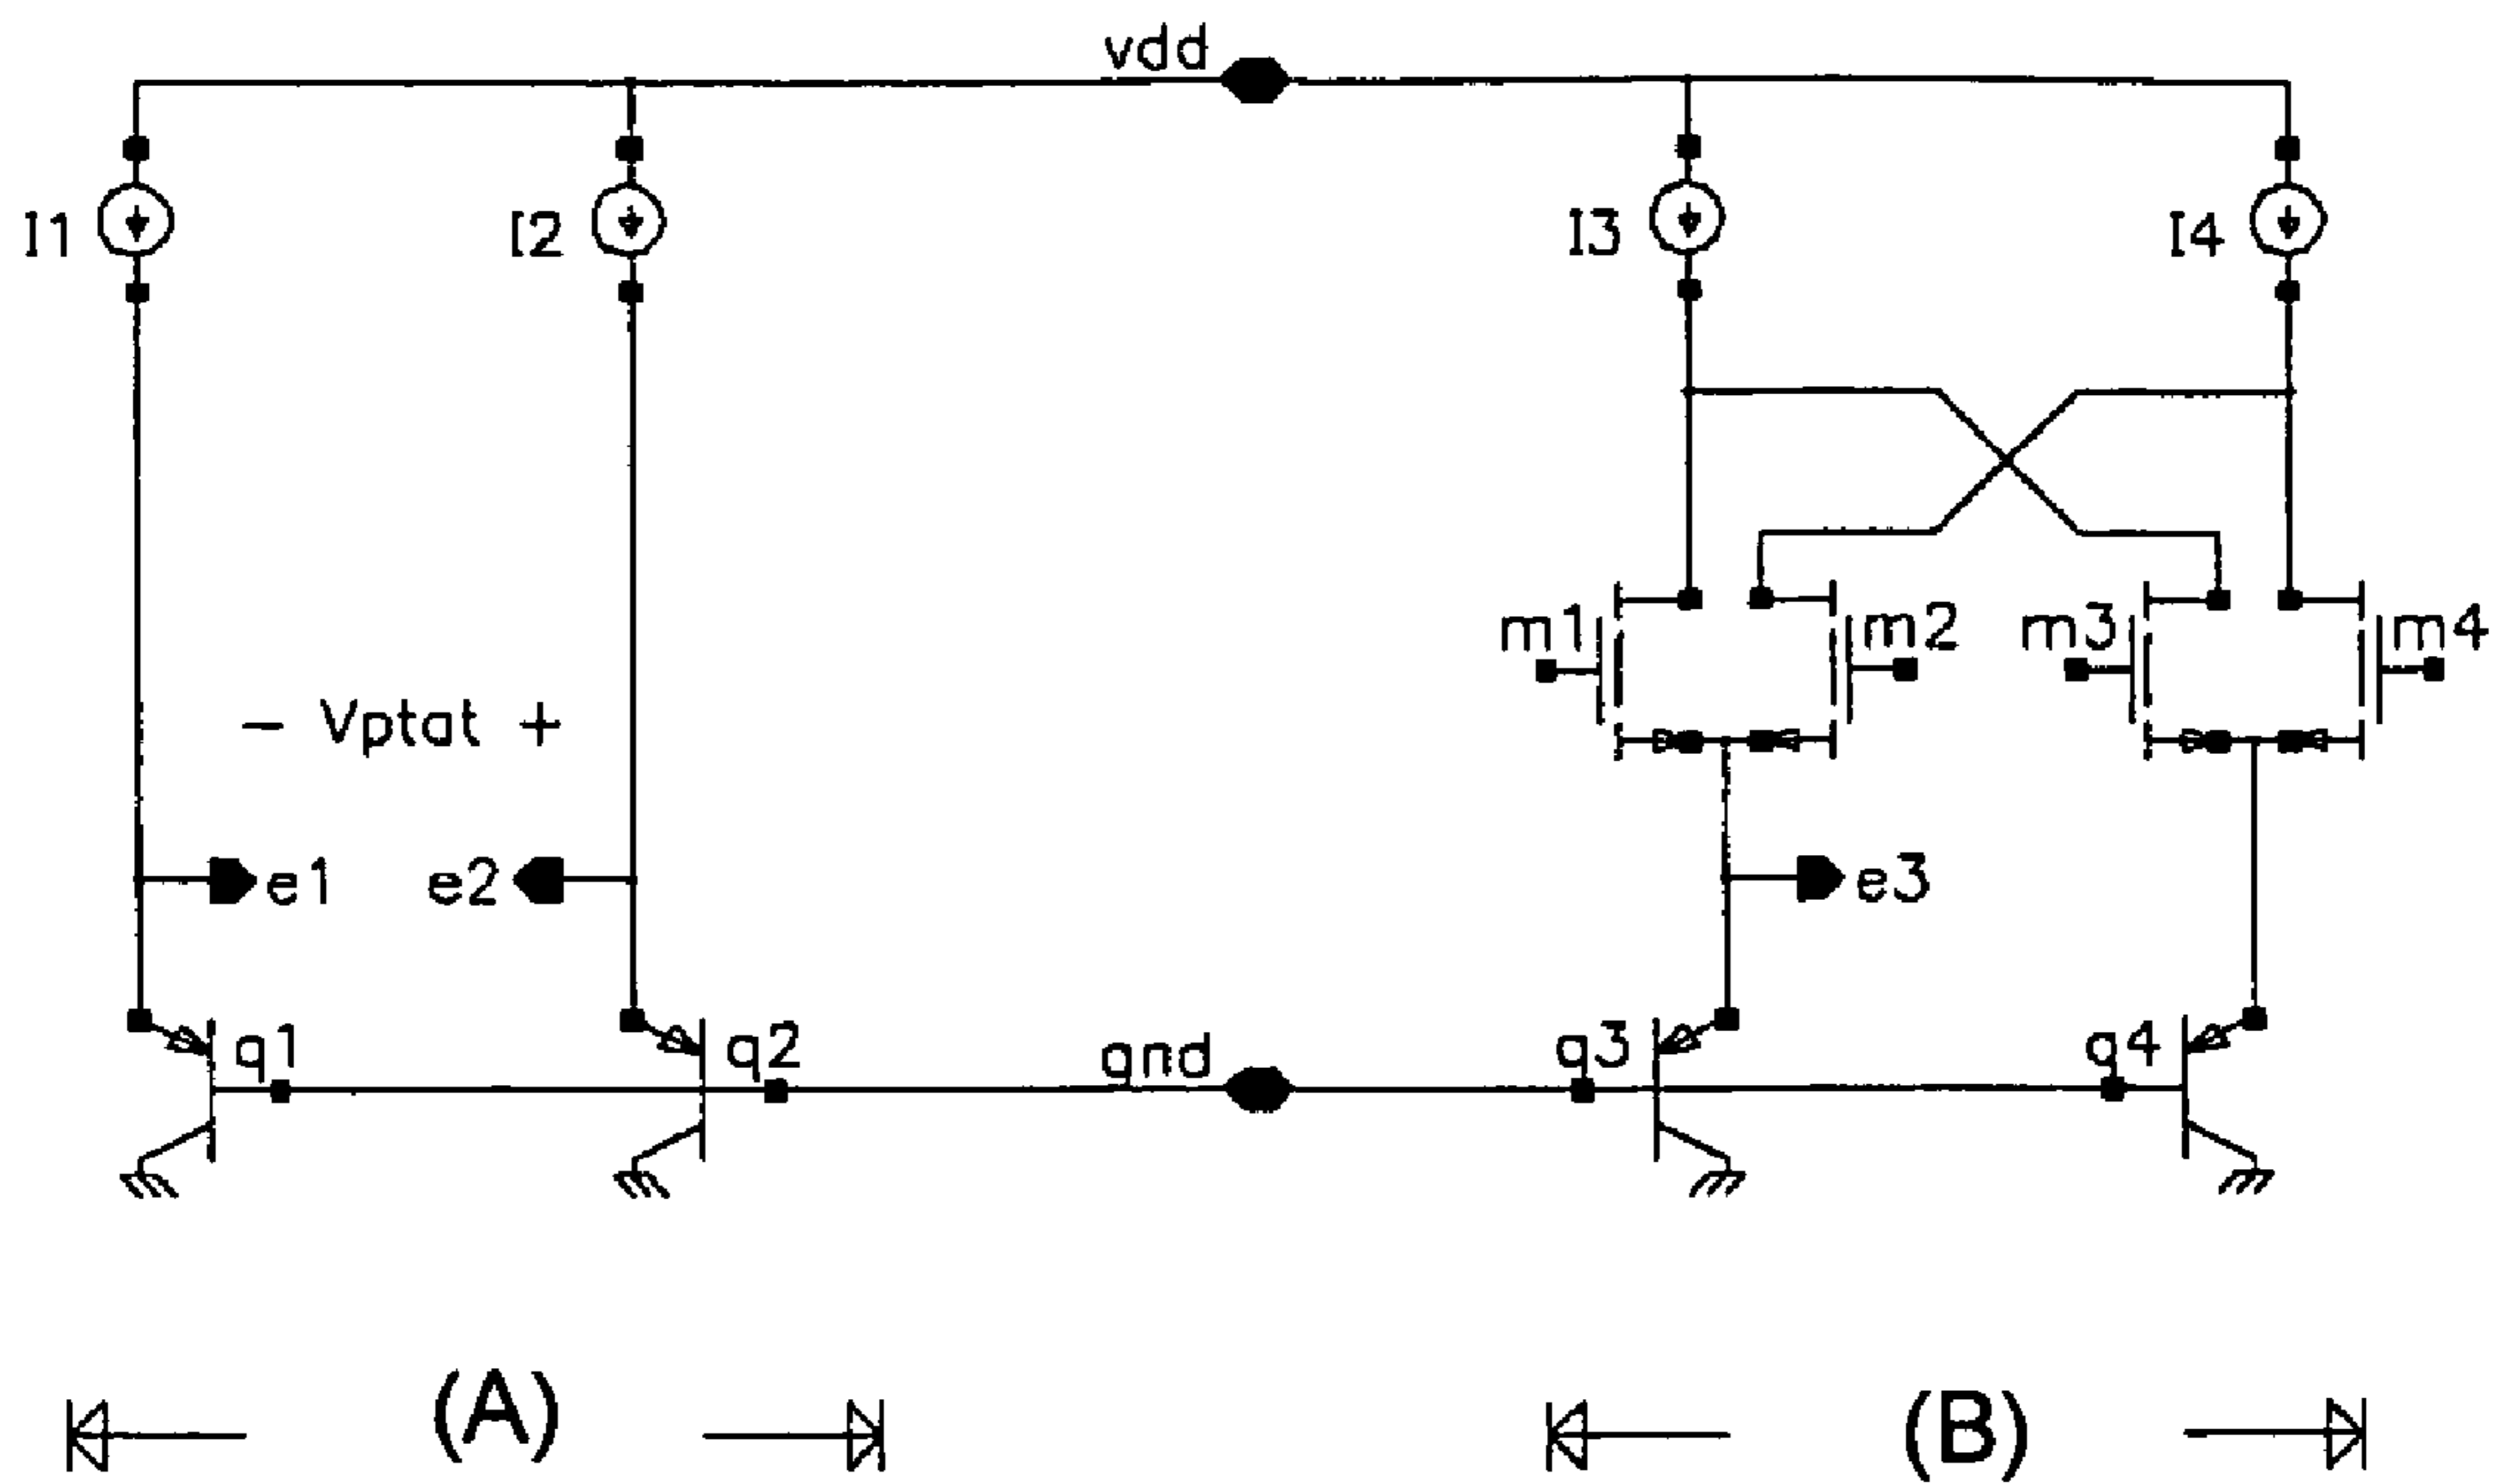 vdd
I1
I2
I3
I4
m1
m2
m3
m4
- Vptat +
e1
e2
e3
q1
q2
gnd
q3
q4
(A)
(B)